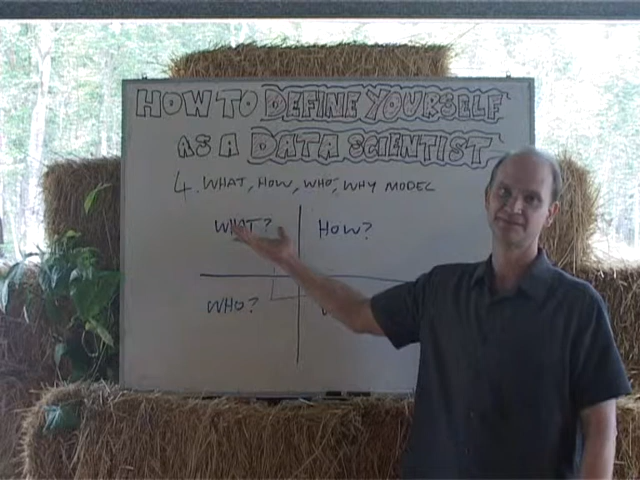 HOW TO DEFINE YOURSELF
AS A DATA SCIENTIST
4. WHAT, HOW, WHO, WHY MODEL
WHAT? HOW?
WHO?